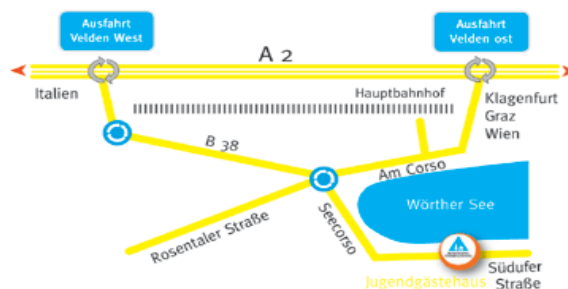 Ausfahrt
Velden West
Ausfahrt
Velden ost
A 2
Italien
Hauptbahnhof
Klagenfurt
Graz
Wien
B 38
Am Corso
Wörther See
Rosentaler Straße
Seecorso
Jugendgästehaus
Südufer
Straße